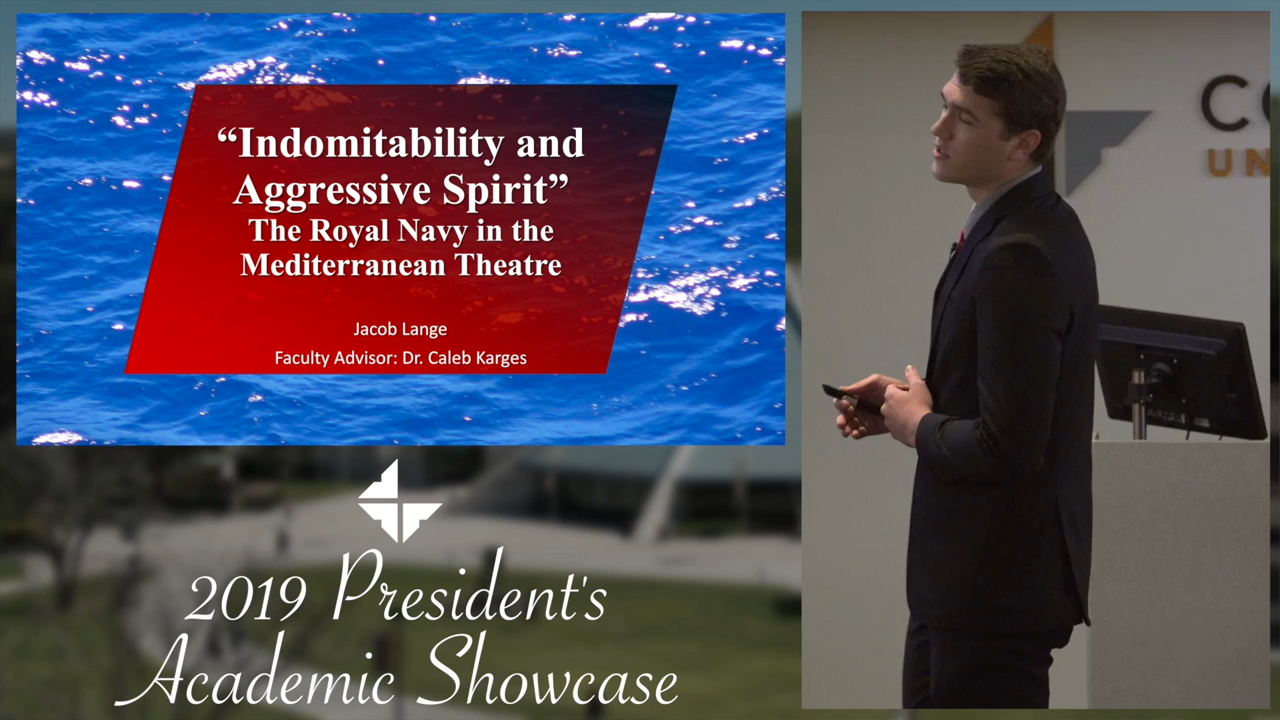 “Indomitability and
Aggressive Spirit”
The Royal Navy in the
Mediterranean Theatre
Jacob Lange
Faculty Advisor: Dr. Caleb Karges
2019 President's
Academic Showcase